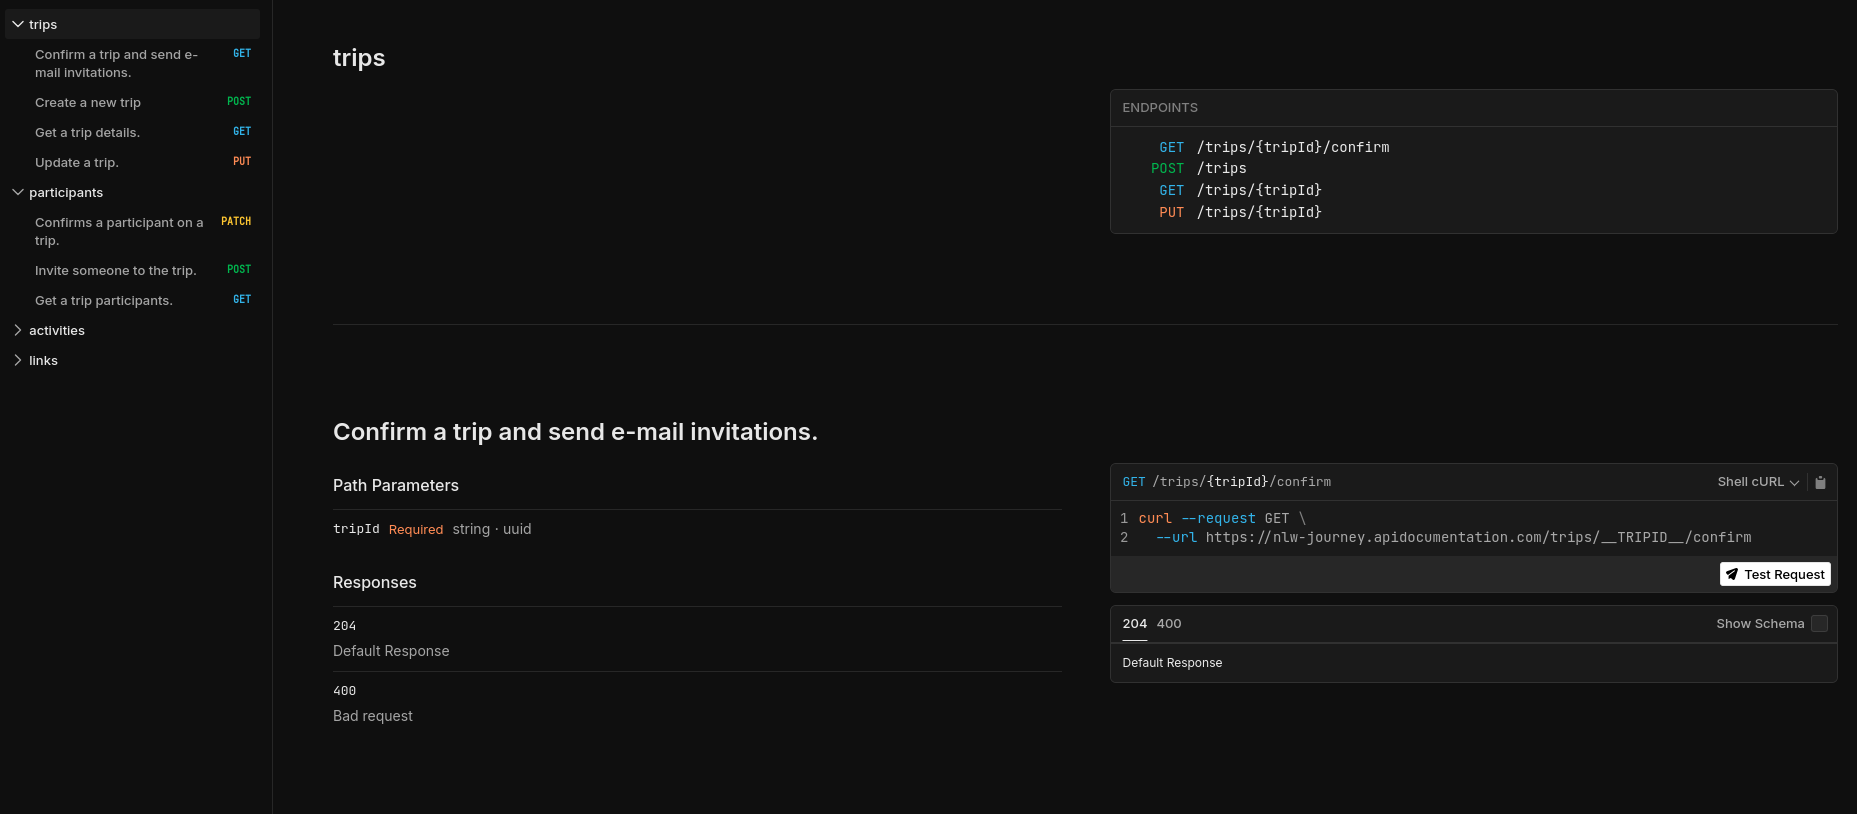 trips
Confirm a trip and send e-
mail invitations.
GET
Create a new trip
POST
Get a trip details.
GET
Update a trip.
PUT
participants
Confirms a participant on a
trip.
PATCH
Invite someone to the trip.
POST
Get a trip participants.
GET
activities
links
trips
ENDPOINTS
GET /trips/{tripId}/confirm
POST /trips
GET /trips/{tripId}
PUT /trips/{tripId}
Confirm a trip and send e-mail invitations.
Path Parameters
tripId Required string · uuid
Responses
204
Default Response
400
Bad request
GET /trips/{tripId}/confirm
Shell cURL
1 curl --request GET \
2 --url https://nlw-journey.apidocumentation.com/trips/__TRIPID__/confirm
Test Request
204 400
Show Schema
Default Response